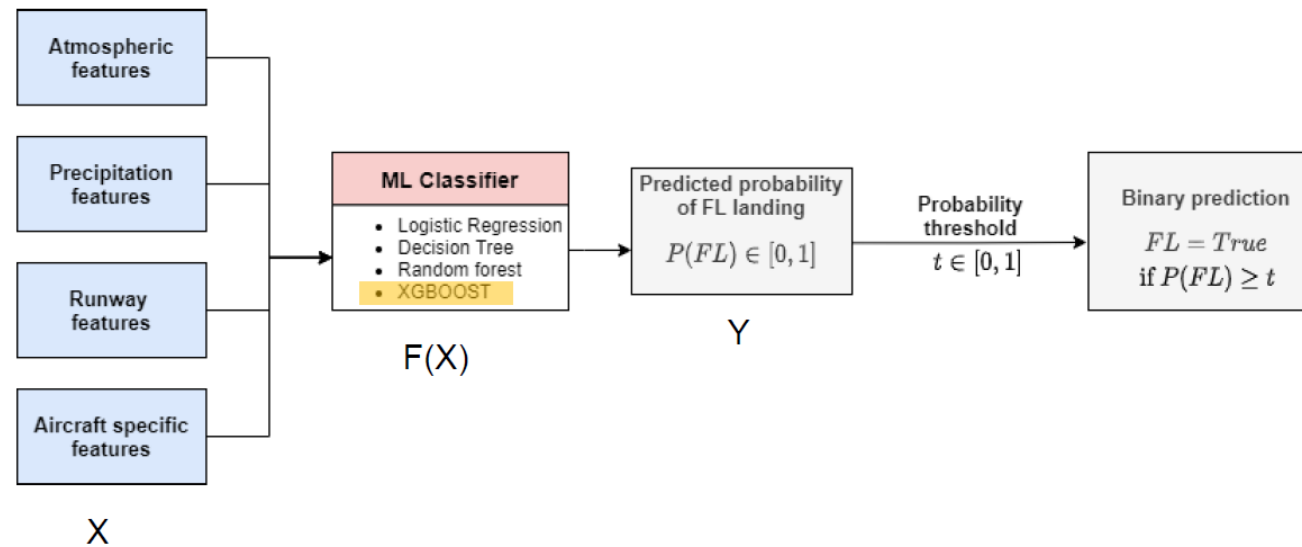 Atmospheric
features
Precipitation
features
Runway
features
Aircraft specific
features
X
ML Classifier
• Logistic Regression
• Decision Tree
• Random forest
• XGBOOST
F(X)
Predicted probability
of FL landing
P(FL) ∈ [0, 1]
Y
Probability
threshold
t ∈ [0, 1]
Binary prediction
FL = True
if P(FL) ≥ t